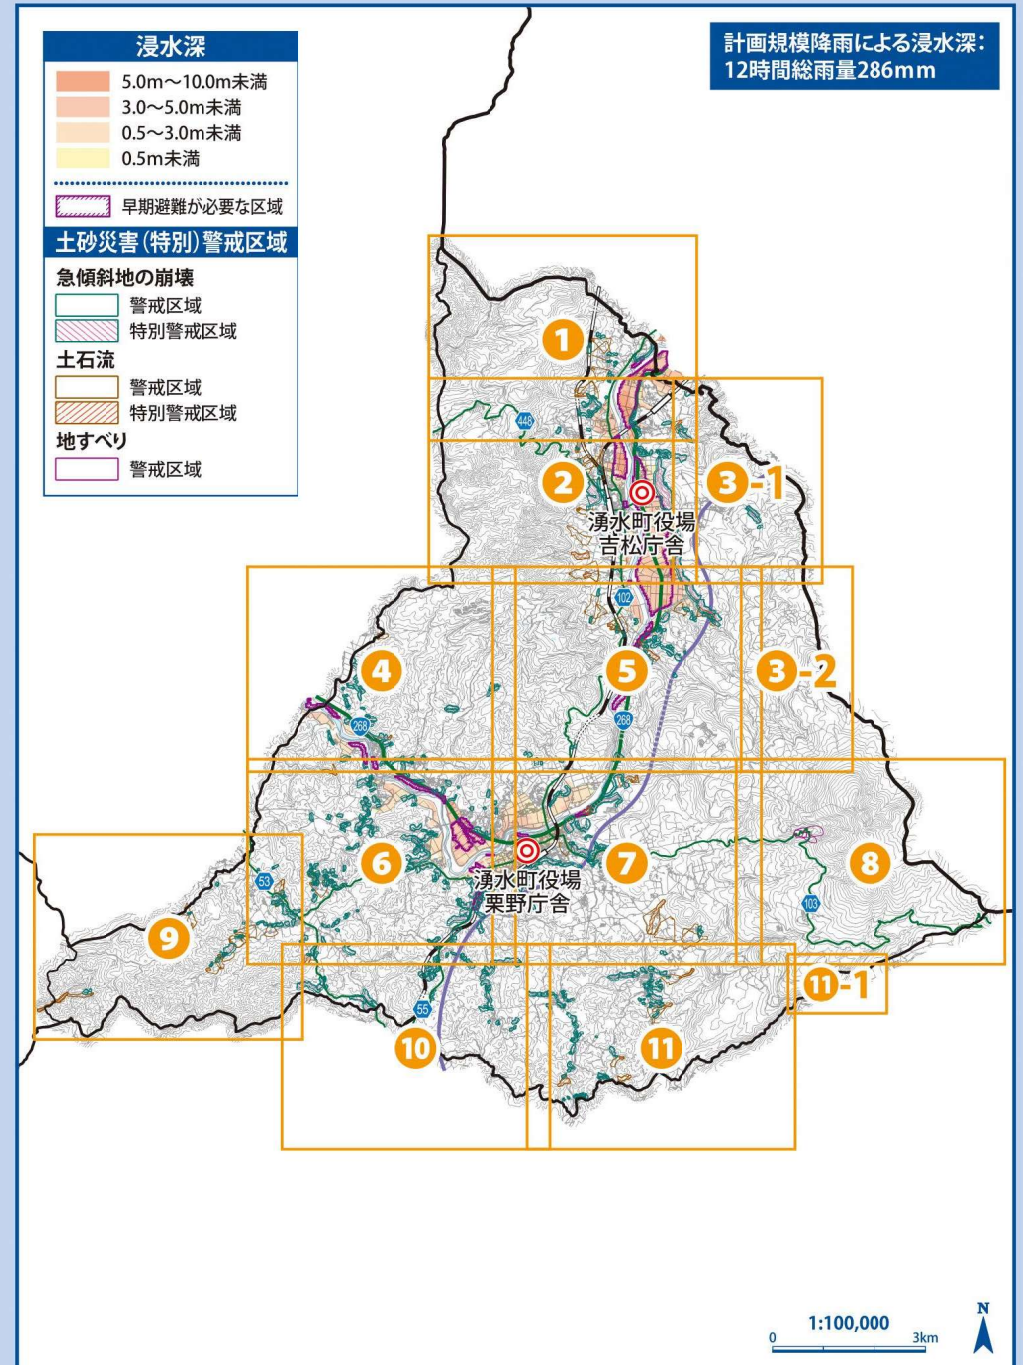 浸水深
5.0m～10.0m未満
3.0～5.0m未満
0.5～3.0m未満
0.5m未満
早期避難が必要な区域
土砂災害（特別）警戒区域
急傾斜地の崩壊
警戒区域
特別警戒区域
土石流
警戒区域
特別警戒区域
地すべり
警戒区域
計画規模降雨による浸水深：
12時間総雨量286mm
1
448
2
3-1
湧水町役場
吉松庁舎
102
4
5
3-2
268
268
6
7
8
湧水町役場
栗野庁舎
53
103
9
11-1
55
10
11
1:100,000
0
3km
N